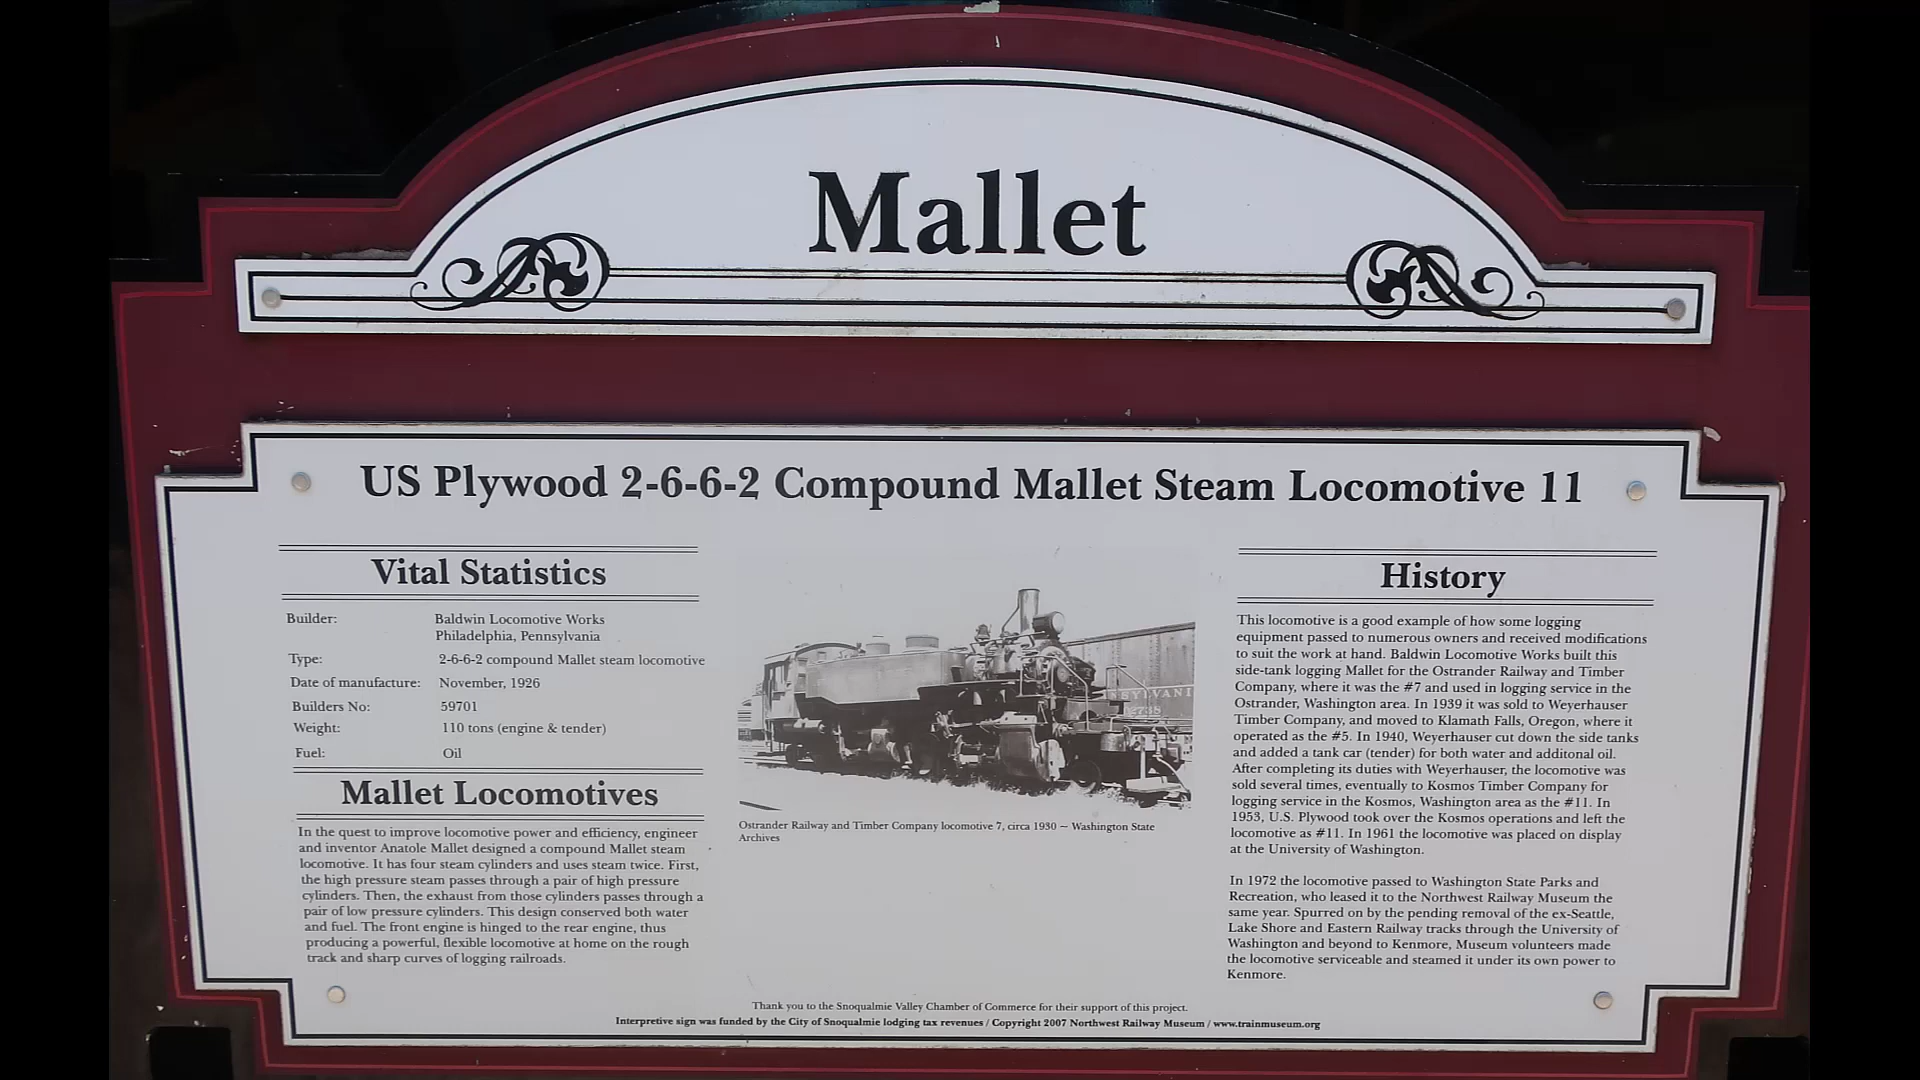 Mallet
US Plywood 2-6-6-2 Compound Mallet Steam Locomotive 11
Vital Statistics
Builder: Baldwin Locomotive Works
Philadelphia, Pennsylvania
Type: 2-6-6-2 compound Mallet steam locomotive
Date of manufacture: November, 1926
Builders No: 59701
Weight: 110 tons (engine & tender)
Fuel: Oil
Mallet Locomotives
In the quest to improve locomotive power and efficiency, engineer
and inventor Anatole Mallet designed a compound Mallet steam
locomotive. It has four steam cylinders and uses steam twice. First,
the high pressure steam passes through a pair of high pressure
cylinders. Then, the exhaust from those cylinders passes through a
pair of low pressure cylinders. This design conserved both water
and fuel. The front engine is hinged to the rear engine, thus
producing a powerful, flexible locomotive at home on the rough
track and sharp curves of logging railroads.
NSYLVANI
2738
Ostrander Railway and Timber Company locomotive 7, circa 1930 — Washington State
Archives
History
This locomotive is a good example of how some logging
equipment passed to numerous owners and received modifications
to suit the work at hand. Baldwin Locomotive Works built this
side-tank logging Mallet for the Ostrander Railway and Timber
Company, where it was the #7 and used in logging service in the
Ostrander, Washington area. In 1939 it was sold to Weyerhauser
Timber Company, and moved to Klamath Falls, Oregon, where it
operated as the #5. In 1940, Weyerhauser cut down the side tanks
and added a tank car (tender) for both water and additonal oil.
After completing its duties with Weyerhauser, the locomotive was
sold several times, eventually to Kosmos Timber Company for
logging service in the Kosmos, Washington area as the #11. In
1953, U.S. Plywood took over the Kosmos operations and left the
locomotive as #11. In 1961 the locomotive was placed on display
at the University of Washington.
In 1972 the locomotive passed to Washington State Parks and
Recreation, who leased it to the Northwest Railway Museum the
same year. Spurred on by the pending removal of the ex-Seattle,
Lake Shore and Eastern Railway tracks through the University of
Washington and beyond to Kenmore, Museum volunteers made
the locomotive serviceable and steamed it under its own power to
Kenmore.
Thank you to the Snoqualmie Valley Chamber of Commerce for their support of this project.
Interpretive sign was funded by the City of Snoqualmie lodging tax revenues / Copyright 2007 Northwest Railway Museum / www.trainmuseum.org